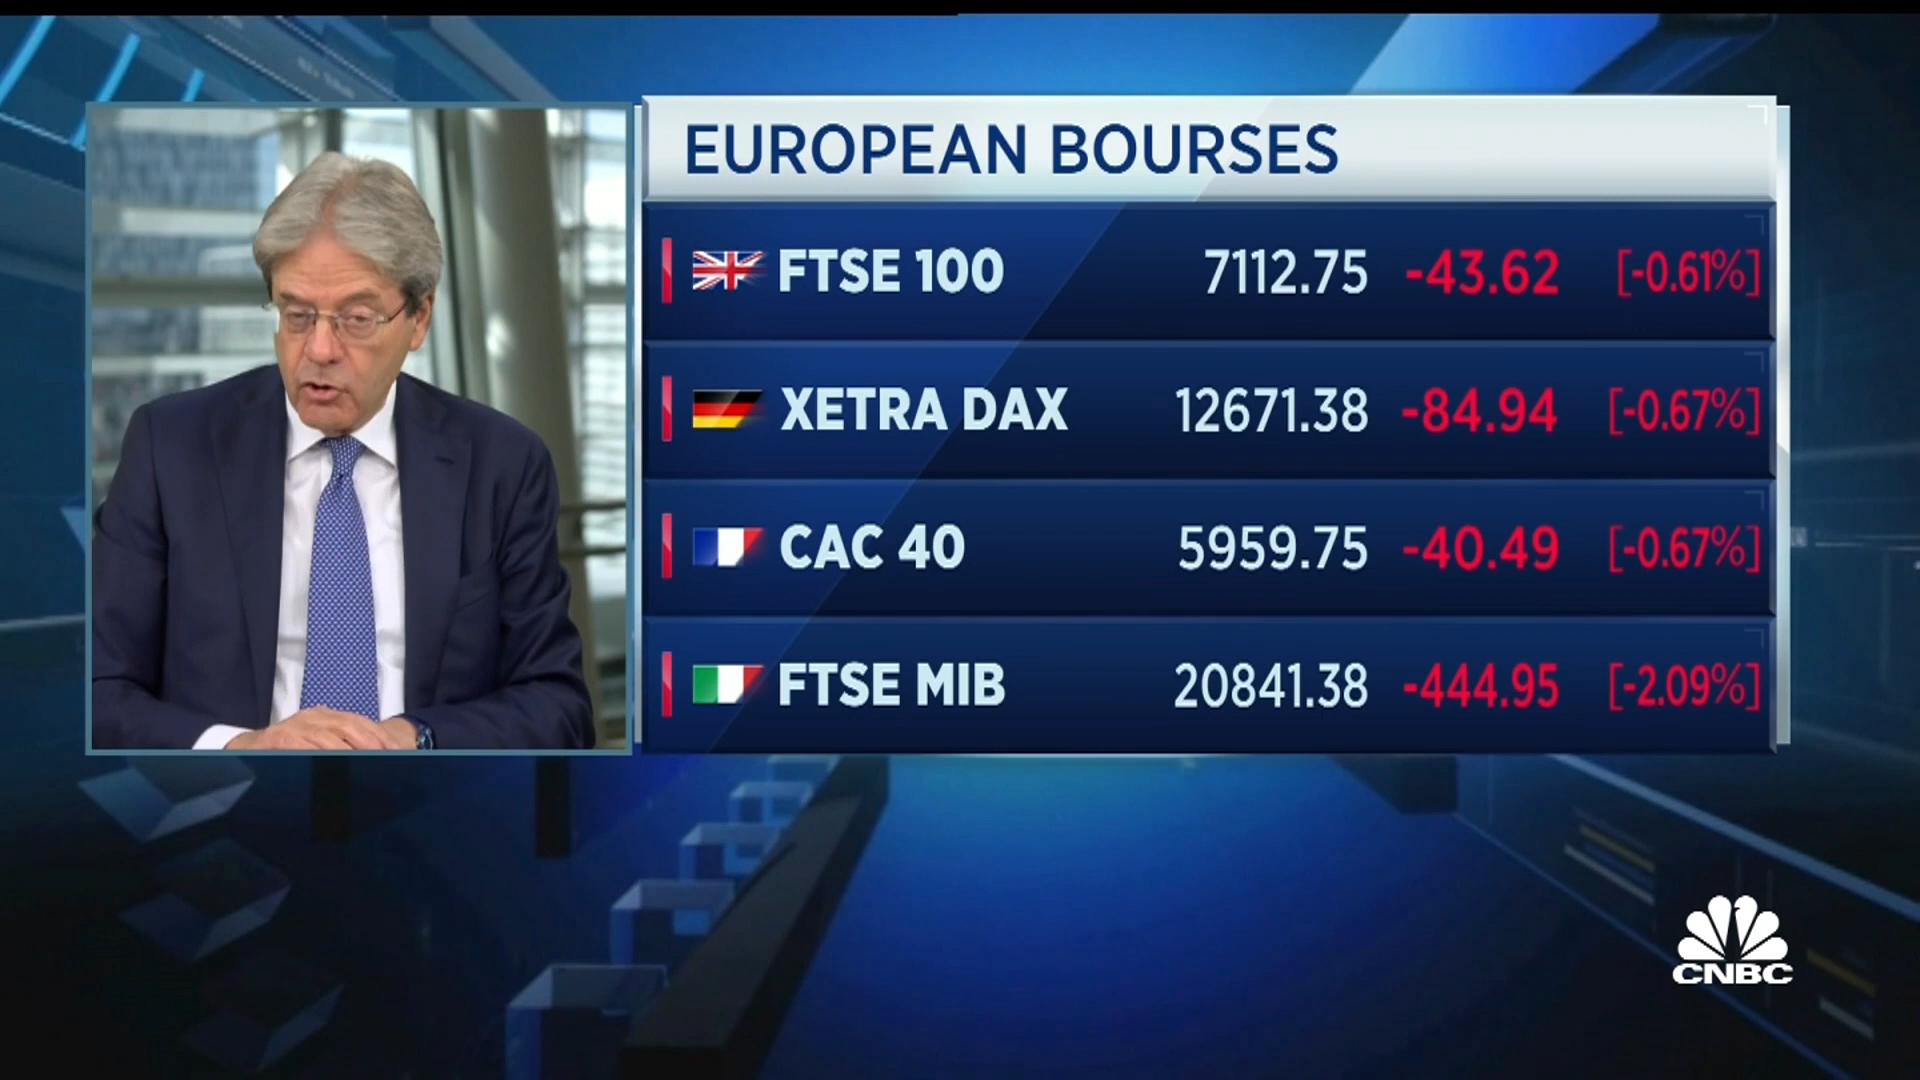 EUROPEAN BOURSES
FTSE 100 7112.75 -43.62 [-0.61%]
XETRA DAX 12671.38 -84.94 [-0.67%]
CAC 40 5959.75 -40.49 [-0.67%]
FTSE MIB 20841.38 -444.95 [-2.09%]
CNBC